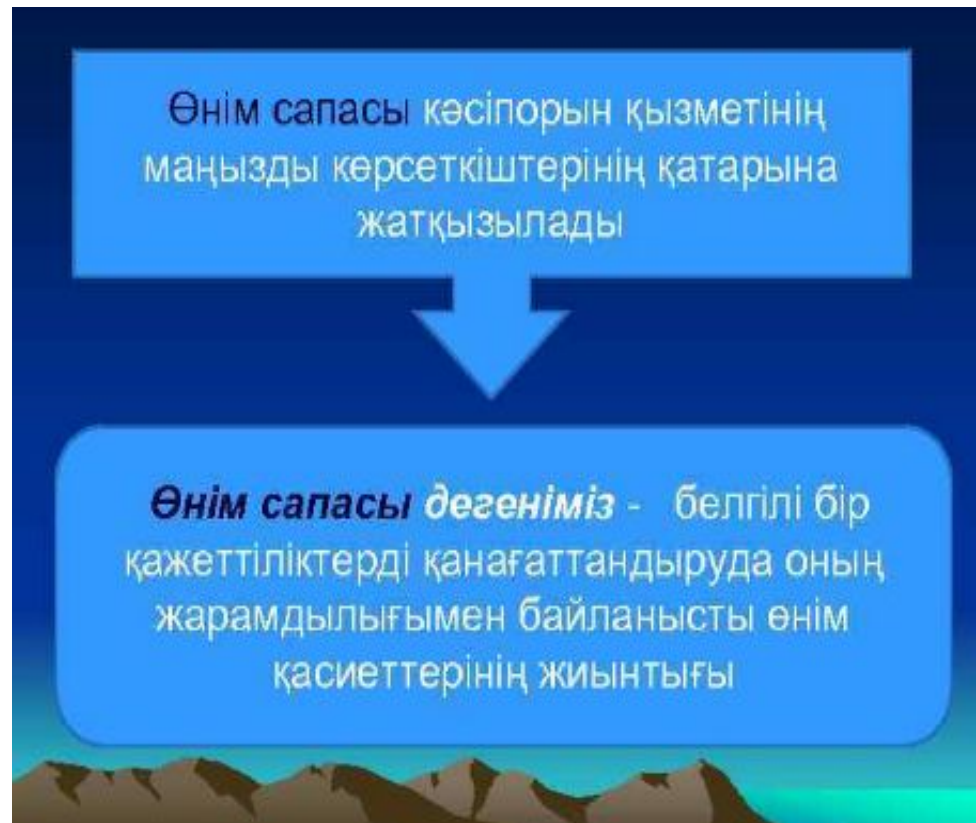 Өнім сапасы кәсіпорын қызметінің
маңызды көрсеткіштерінің қатарына
жатқызылады
Өнім сапасы дегеніміз - белгілі бір
қажеттіліктерді қанағаттандыруда оның
жарамдылығымен байланысты өнім
қасиеттерінің жиынтығы